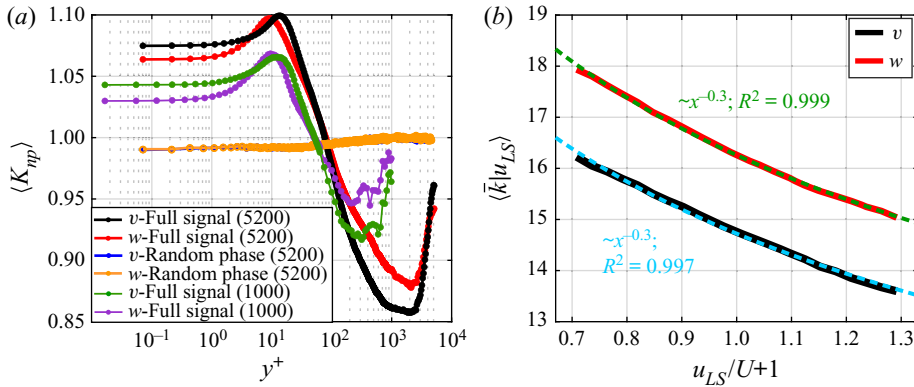 (a)
1.10
1.05
1.00
0.95
0.90
0.85
⟨K_np⟩
v-Full signal (5200)
w-Full signal (5200)
v-Random phase (5200)
w-Random phase (5200)
v-Full signal (1000)
w-Full signal (1000)
10^−1 10^0 10^1 10^2 10^3 10^4
y^+
(b)
19
18
17
16
15
14
13
⟨k̄|u_LS⟩
v
w
~x^−0.3; R^2 = 0.999
~x^−0.3;
R^2 = 0.997
0.7 0.8 0.9 1.0 1.1 1.2 1.3
u_LS/U+1